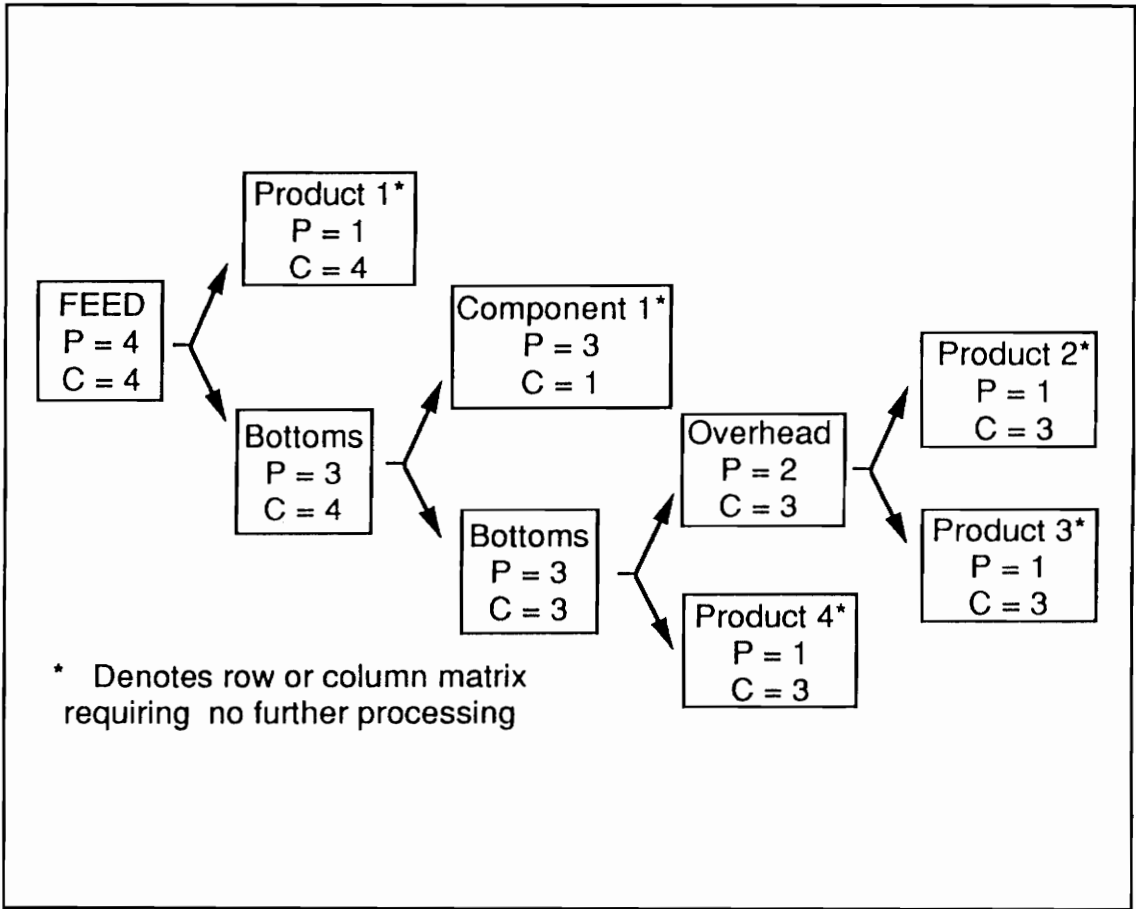 FEED
P = 4
C = 4
Product 1*
P = 1
C = 4
Bottoms
P = 3
C = 4
Component 1*
P = 3
C = 1
Bottoms
P = 3
C = 3
Overhead
P = 2
C = 3
Product 4*
P = 1
C = 3
Product 2*
P = 1
C = 3
Product 3*
P = 1
C = 3
* Denotes row or column matrix
requiring no further processing